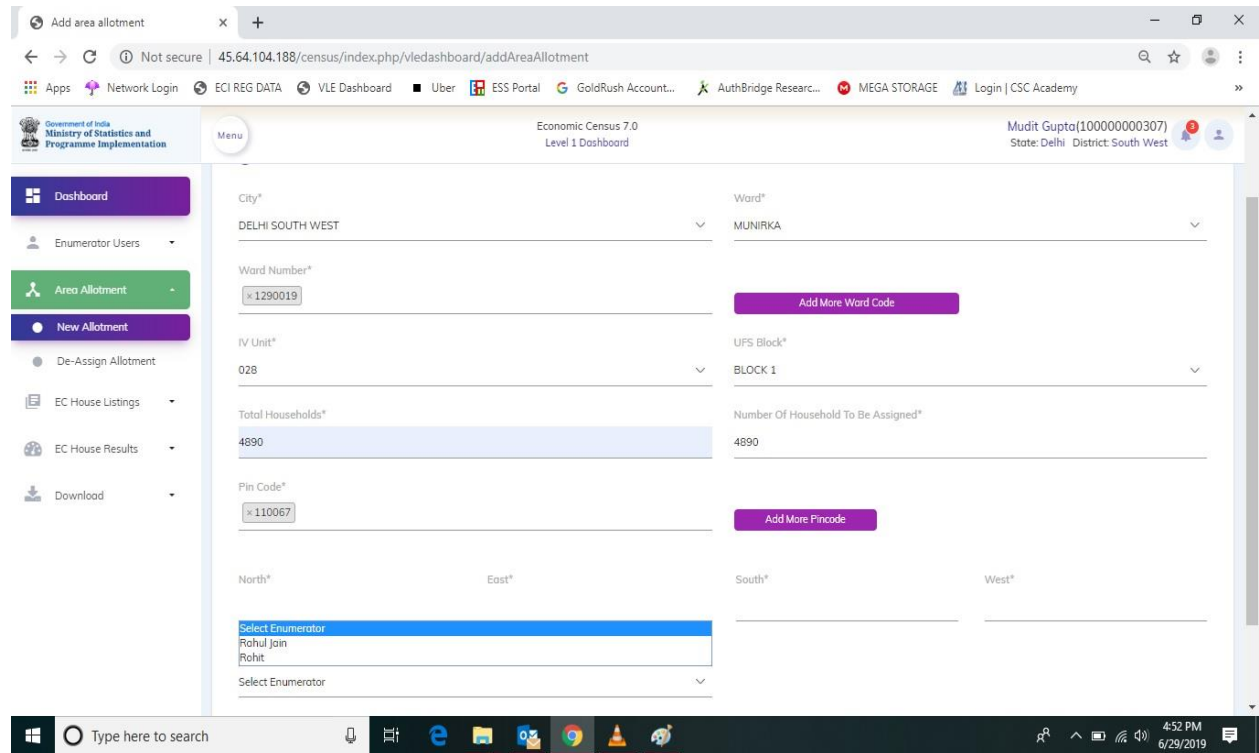 Add area allotment
Not secure | 45.64.104.188/census/index.php/vledashboard/addAreaAllotment
Apps Network Login ECI REG DATA VLE Dashboard Uber ESS Portal GoldRush Account... AuthBridge Researc... MEGA STORAGE Login | CSC Academy »
Government of India
Ministry of Statistics and
Programme Implementation
Menu
Economic Census 7.0
Level 1 Dashboard
Mudit Gupta(100000000307)
State: Delhi District: South West
3
Dashboard
Enumerator Users
Area Allotment
New Allotment
De-Assign Allotment
EC House Listings
EC House Results
Download
City* Ward*
DELHI SOUTH WEST MUNIRKA
Ward Number*
×1290019
Add More Ward Code
IV Unit* UFS Block*
028 BLOCK 1
Total Households* Number Of Household To Be Assigned*
4890 4890
Pin Code*
×110067
Add More Pincode
North* East* South* West*
Select Enumerator
Rahul Jain
Rohit
Select Enumerator
Type here to search
4:52 PM
6/29/2019